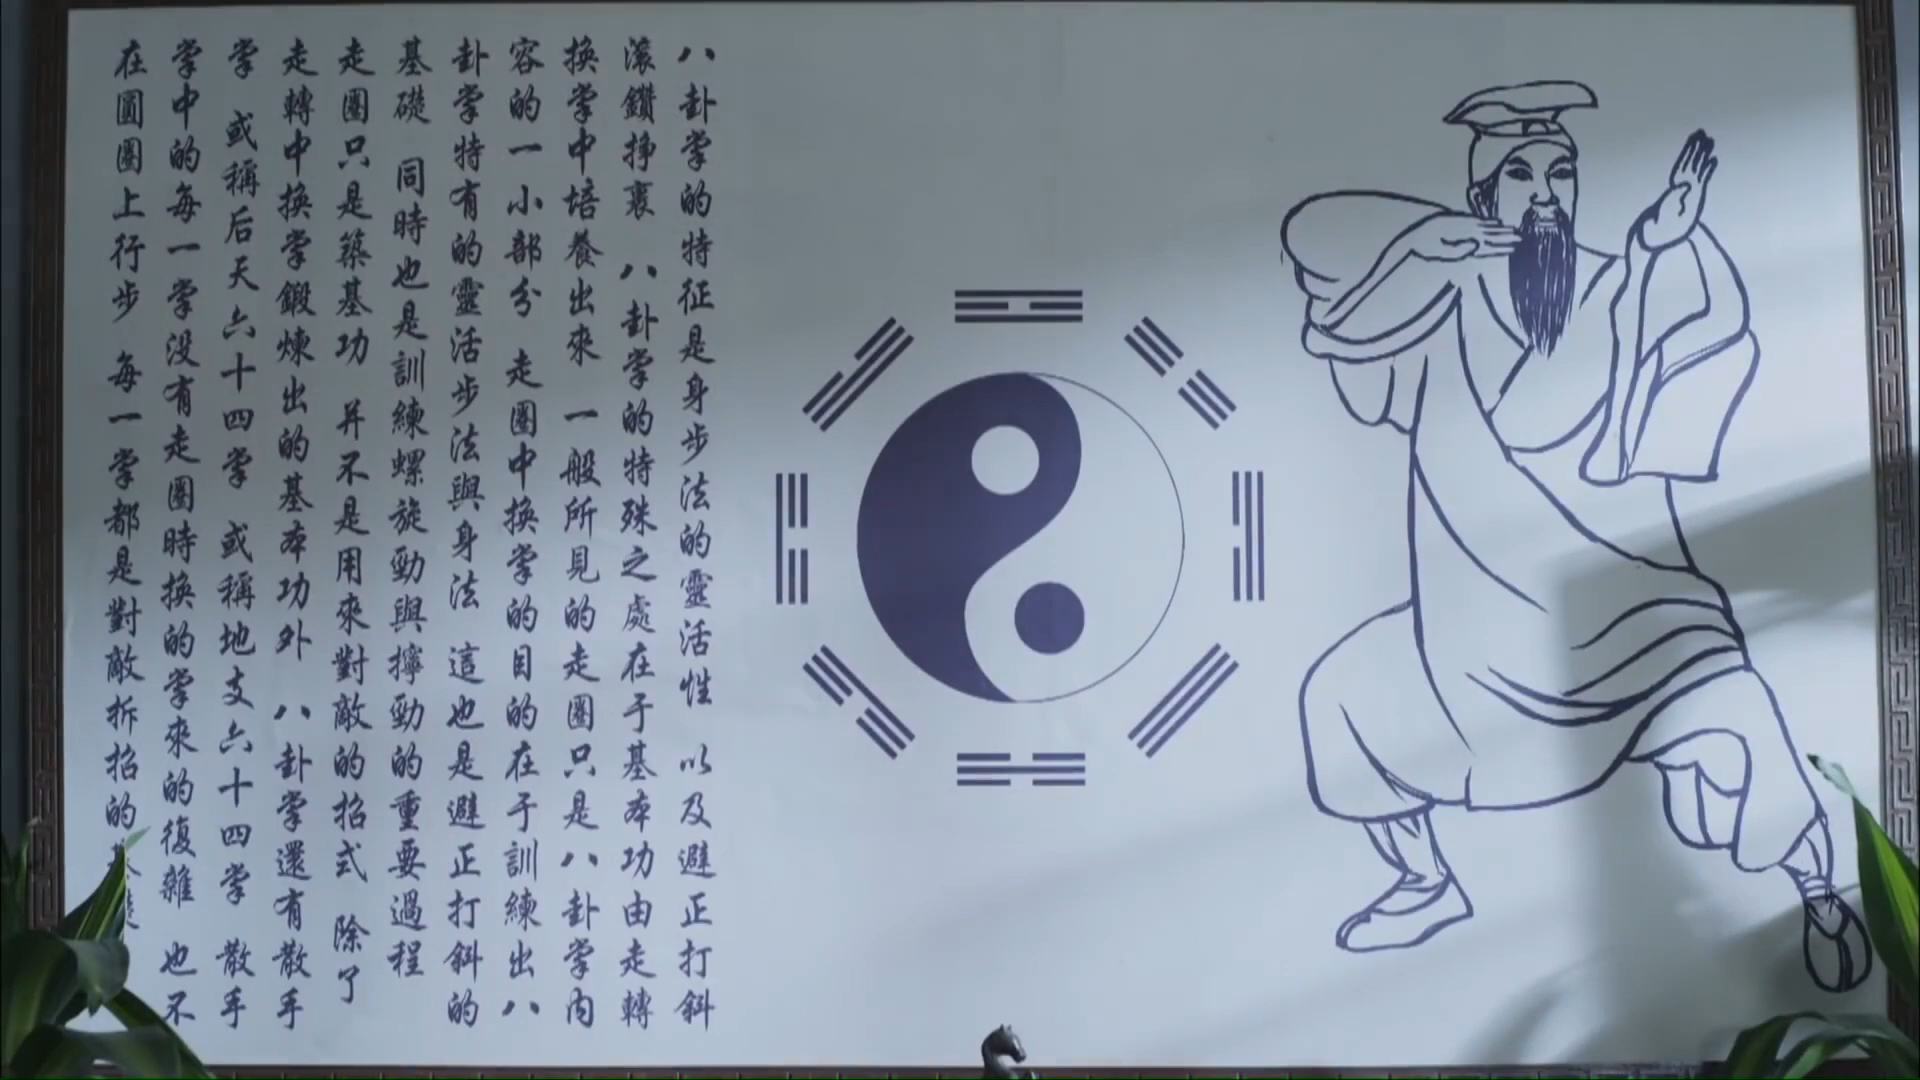 八卦掌的特征是身步法的靈活性 以及避正打斜
滾鑽掙裹 八卦掌的特殊之處在于基本功由走轉
換掌中培養出來 一般所見的走圈只是八卦掌內
容的一小部分 走圈中換掌的目的在于訓練出八
卦掌特有的靈活步法與身法 這也是避正打斜的
基礎 同時也是訓練螺旋勁與擰勁的重要過程
走圈只是築基功 并不是用來對敵的招式 除了
走轉中換掌鍛煉出的基本功外 八卦掌還有散手
掌 或稱后天六十四掌 或稱地支六十四掌 散手
掌中的每一掌没有走圈時換的掌來的復雜 也不
在圓圈上行步 每一掌都是對敵拆招的